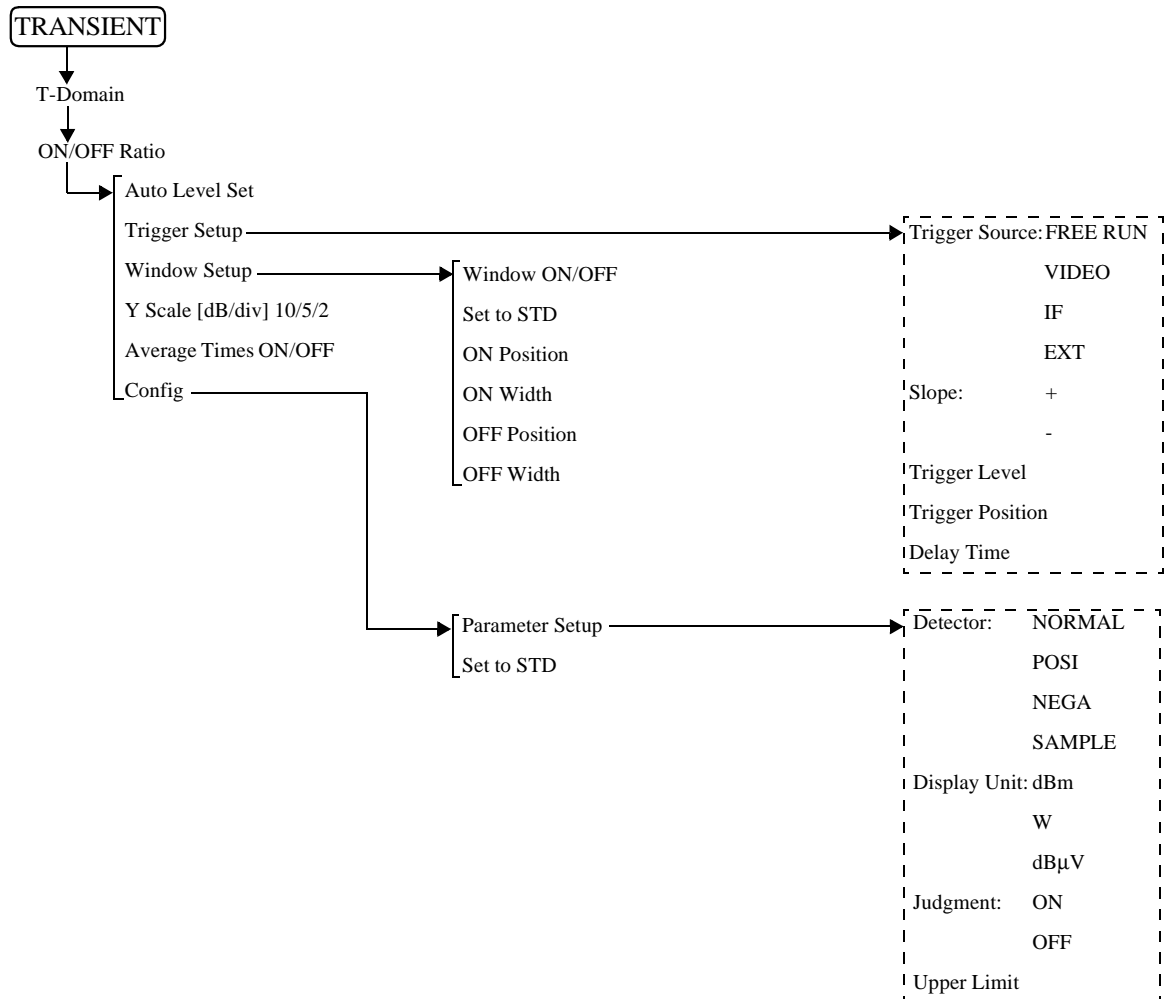 TRANSIENT
T-Domain
ON/OFF Ratio
Auto Level Set
Trigger Setup
Window Setup
Y Scale [dB/div] 10/5/2
Average Times ON/OFF
Config
Window ON/OFF
Set to STD
ON Position
ON Width
OFF Position
OFF Width
Trigger Source: FREE RUN
VIDEO
IF
EXT
Slope: +
-
Trigger Level
Trigger Position
Delay Time
Parameter Setup
Set to STD
Detector: NORMAL
POSI
NEGA
SAMPLE
Display Unit: dBm
W
dBμV
Judgment: ON
OFF
Upper Limit